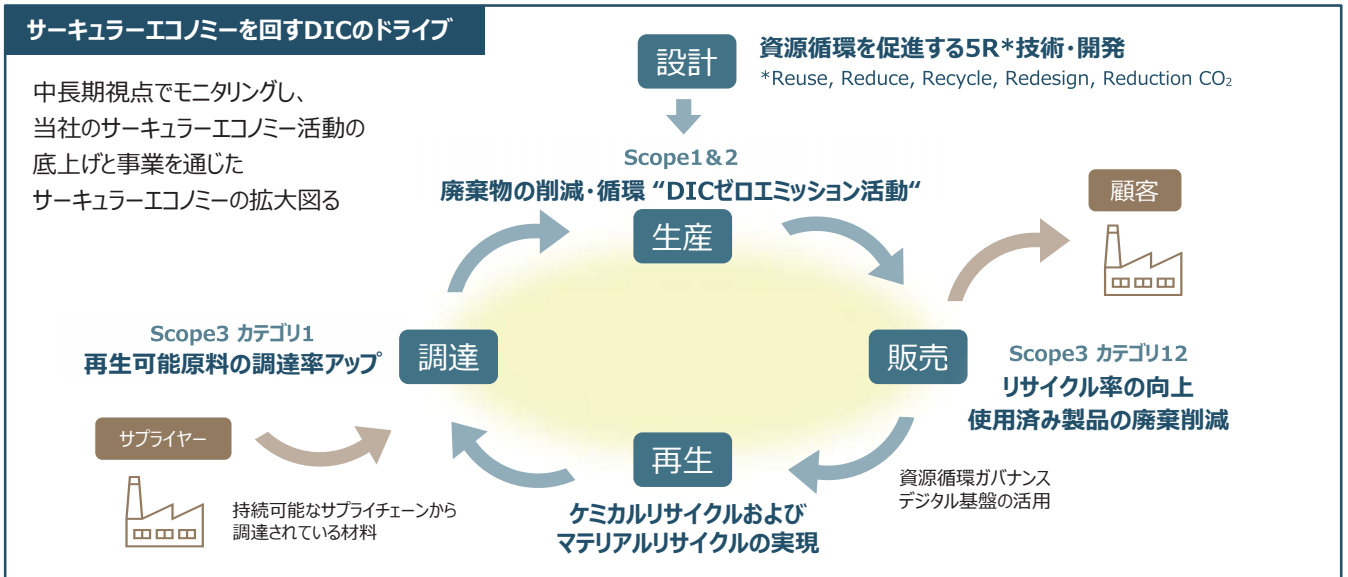 サーキュラーエコノミーを回すDICのドライブ
中長期視点でモニタリングし、
当社のサーキュラーエコノミー活動の
底上げと事業を通じた
サーキュラーエコノミーの拡大図る
設計
資源循環を促進する5R*技術・開発
*Reuse, Reduce, Recycle, Redesign, Reduction CO₂
Scope1&2
廃棄物の削減・循環 “DICゼロエミッション活動“
生産
顧客
Scope3 カテゴリ1
再生可能原料の調達率アップ
調達
販売
Scope3 カテゴリ12
リサイクル率の向上
使用済み製品の廃棄削減
サプライヤー
持続可能なサプライチェーンから
調達されている材料
再生
ケミカルリサイクルおよび
マテリアルリサイクルの実現
資源循環ガバナンス
デジタル基盤の活用